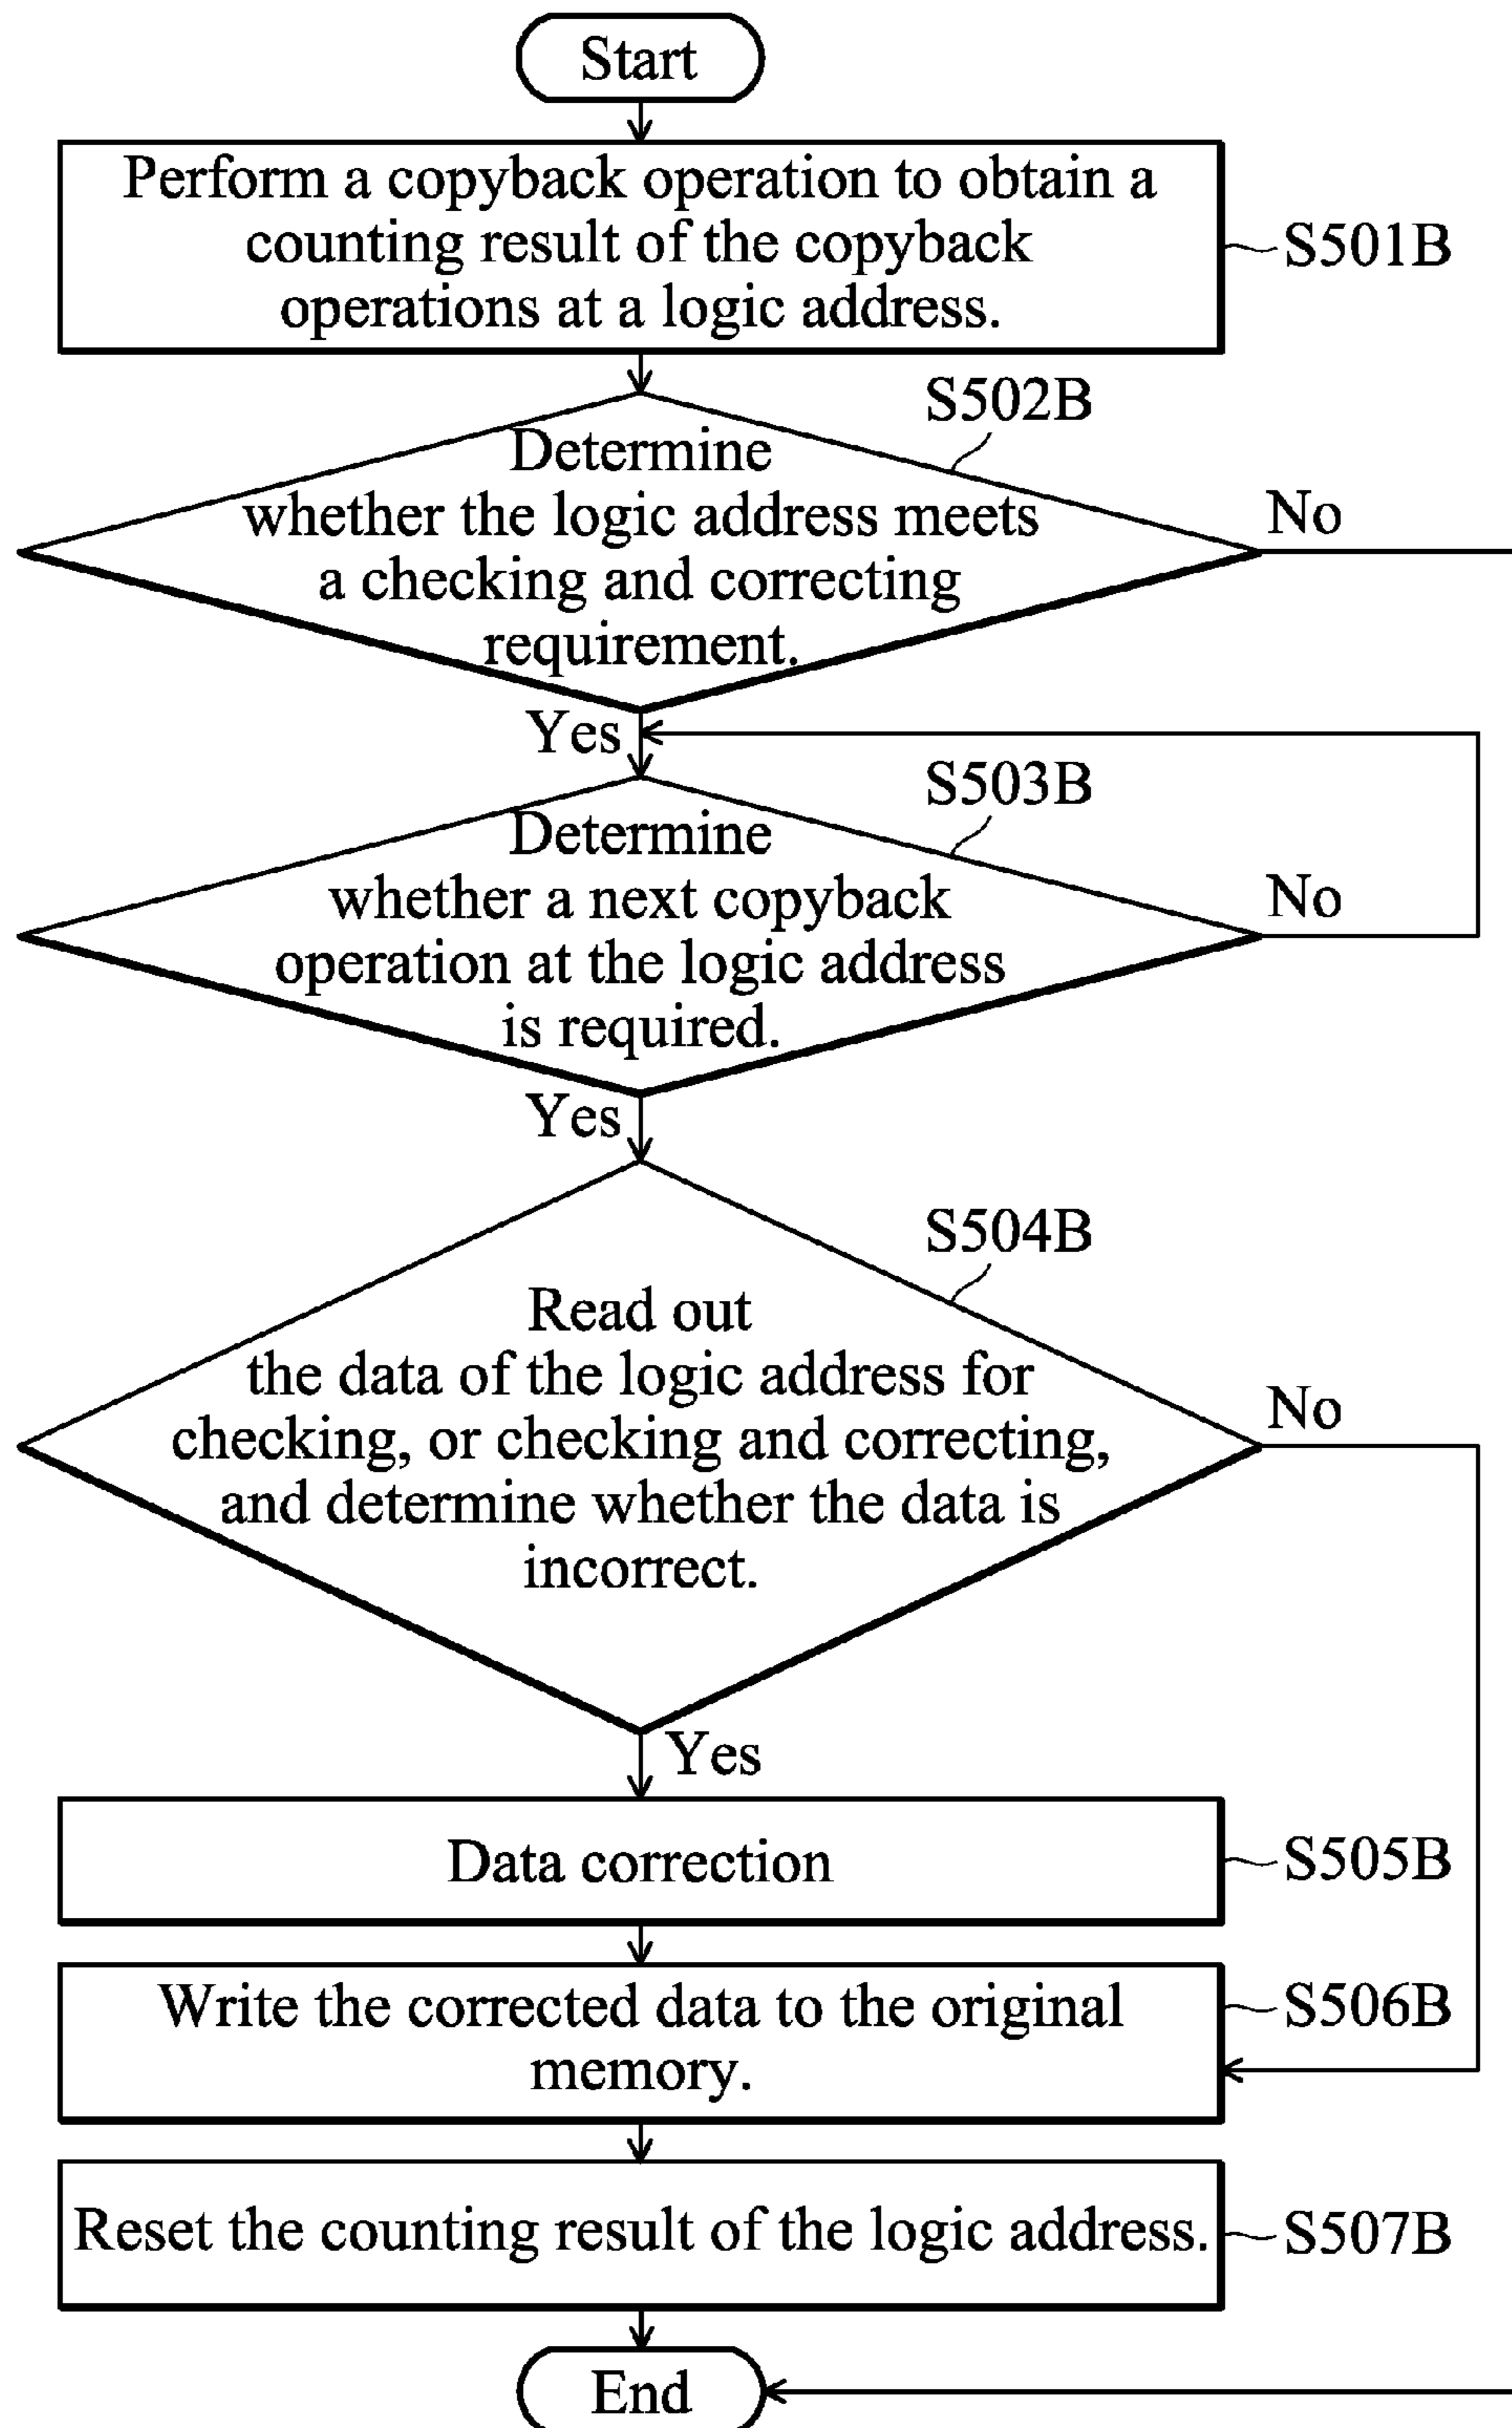 Start
Perform a copyback operation to obtain a
counting result of the copyback
operations at a logic address.
S501B
S502B
Determine
whether the logic address meets
a checking and correcting
requirement.
No
Yes
S503B
Determine
whether a next copyback
operation at the logic address
is required.
No
Yes
S504B
Read out
the data of the logic address for
checking, or checking and correcting,
and determine whether the data is
incorrect.
No
Yes
Data correction
S505B
Write the corrected data to the original
memory.
S506B
Reset the counting result of the logic address.
S507B
End